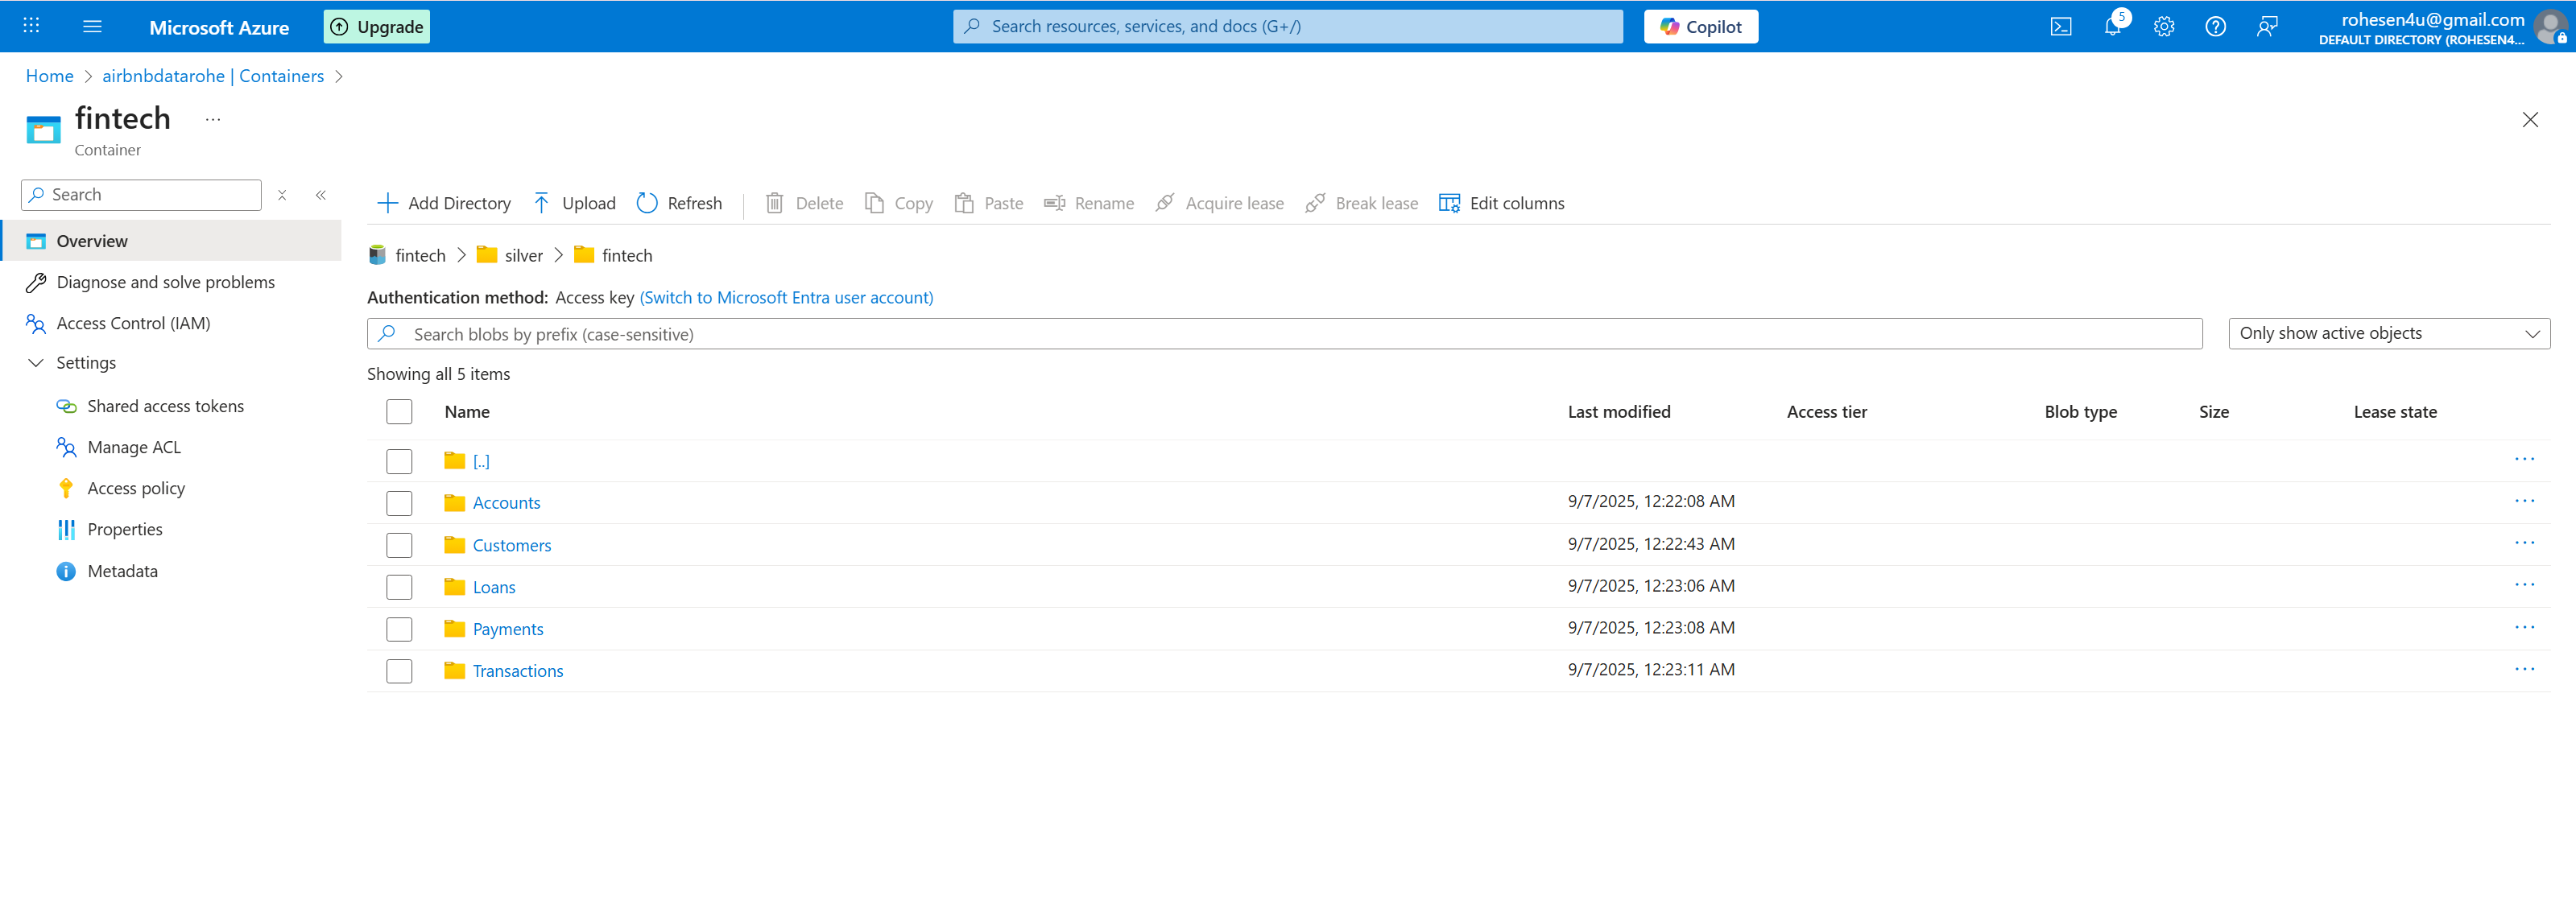 Microsoft Azure
Upgrade
Search resources, services, and docs (G+/)
Copilot
5
rohesen4u@gmail.com
DEFAULT DIRECTORY (ROHESEN4...
Home > airbnbdatarohe | Containers >
fintech ...
Container
Search
Overview
Diagnose and solve problems
Access Control (IAM)
Settings
Shared access tokens
Manage ACL
Access policy
Properties
Metadata
Add Directory Upload Refresh Delete Copy Paste Rename Acquire lease Break lease Edit columns
fintech > silver > fintech
Authentication method: Access key (Switch to Microsoft Entra user account)
Search blobs by prefix (case-sensitive)
Only show active objects
Showing all 5 items
Name Last modified Access tier Blob type Size Lease state
[..] ...
Accounts 9/7/2025, 12:22:08 AM ...
Customers 9/7/2025, 12:22:43 AM ...
Loans 9/7/2025, 12:23:06 AM ...
Payments 9/7/2025, 12:23:08 AM ...
Transactions 9/7/2025, 12:23:11 AM ...